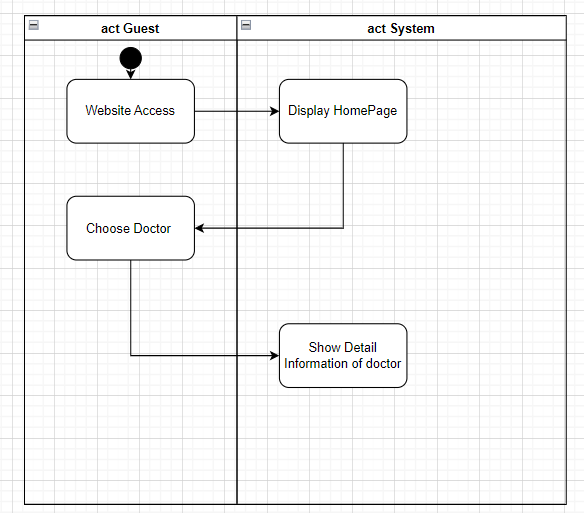 act Guest
act System
Website Access
Display HomePage
Choose Doctor
Show Detail
Information of doctor